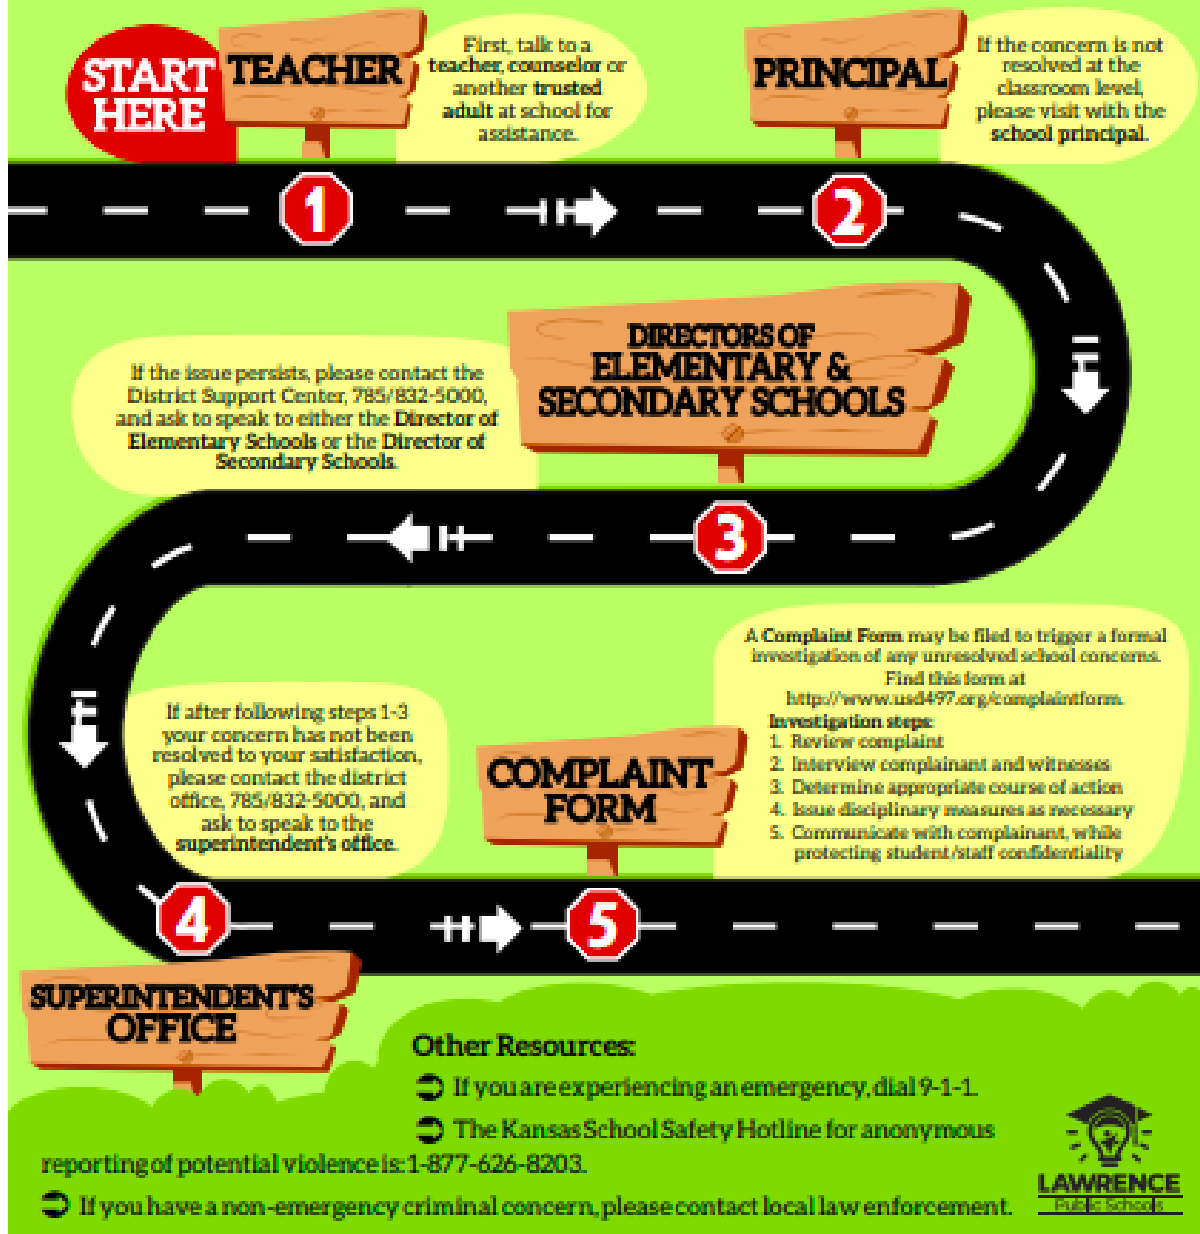 START
HERE
TEACHER
First, talk to a
teacher, counselor or
another trusted
adult at school for
assistance.
PRINCIPAL
If the concern is not
resolved at the
classroom level,
please visit with the
school principal.
1
2
DIRECTORS OF
ELEMENTARY &
SECONDARY SCHOOLS
If the issue persists, please contact the
District Support Center, 785/832-5000,
and ask to speak to either the Director of
Elementary Schools or the Director of
Secondary Schools.
3
If after following steps 1-3
your concern has not been
resolved to your satisfaction,
please contact the district
office, 785/832-5000, and
ask to speak to the
superintendent's office.
COMPLAINT
FORM
A Complaint Form may be filed to trigger a formal
investigation of any unresolved school concerns.
Find this form at
http://www.usd497.org/complaintform.
Investigation steps:
1. Review complaint
2. Interview complainant and witnesses
3. Determine appropriate course of action
4. Issue disciplinary measures as necessary
5. Communicate with complainant, while
protecting student/staff confidentiality
4
5
SUPERINTENDENT'S
OFFICE
Other Resources:
If you are experiencing an emergency, dial 9-1-1.
The Kansas School Safety Hotline for anonymous
reporting of potential violence is: 1-877-626-8203.
If you have a non-emergency criminal concern, please contact local law enforcement.
LAWRENCE
Public Schools